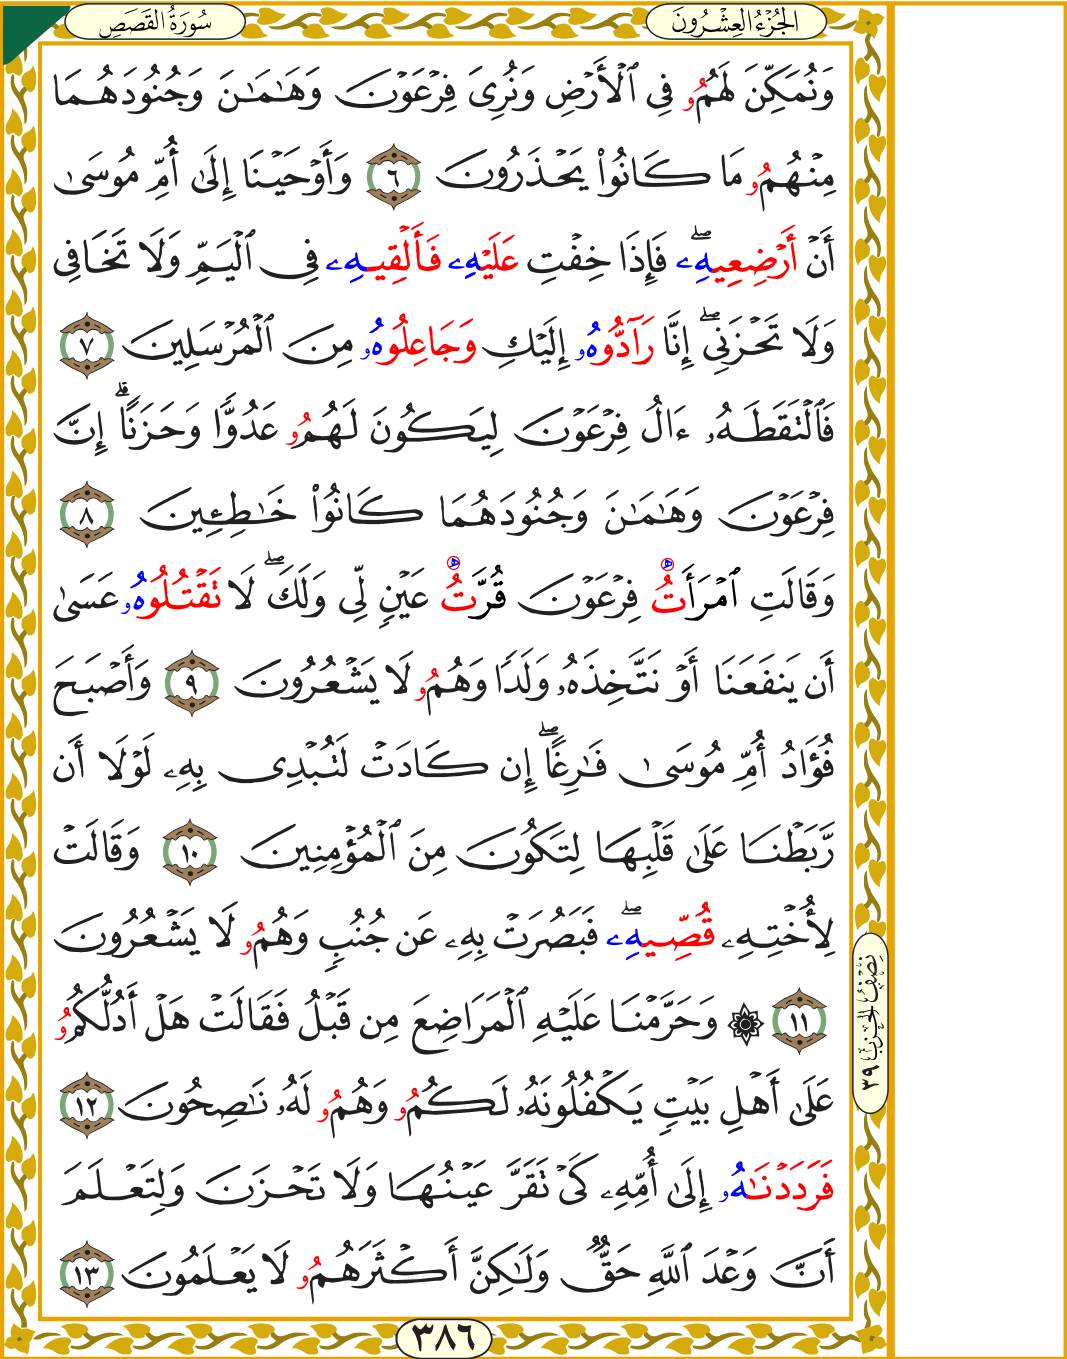 سُورَةُ القَصَصِ
الجُزْءُ العِشْرُونَ
وَنُمَكِّنَ لَهُمُۥ فِي ٱلْأَرْضِ وَنُرِىَ فِرْعَوْنَ وَهَٰمَٰنَ وَجُنُودَهُمَا
مِنْهُمُۥ مَا كَانُوا۟ يَحْذَرُونَ ٦ وَأَوْحَيْنَا إِلَىٰ أُمِّ مُوسَىٰ
أَنْ أَرْضِعِيهِۦ ۖ فَإِذَا خِفْتِ عَلَيْهِۦ فَأَلْقِيهِۦ فِي ٱلْيَمِّ وَلَا تَخَافِي
وَلَا تَحْزَنِي ۖ إِنَّا رَآدُّوهُۥ إِلَيْكِ وَجَاعِلُوهُۥ مِنَ ٱلْمُرْسَلِينَ ٧
فَٱلْتَقَطَهُۥ ءَالُ فِرْعَوْنَ لِيَكُونَ لَهُمُۥ عَدُوًّا وَحَزَنًا ۗ إِنَّ
فِرْعَوْنَ وَهَٰمَٰنَ وَجُنُودَهُمَا كَانُوا۟ خَٰطِـِٔينَ ٨
وَقَالَتِ ٱمْرَأَتُ فِرْعَوْنَ قُرَّتُ عَيْنٍ لِّي وَلَكَ ۖ لَا تَقْتُلُوهُۥ عَسَىٰ
أَن يَنفَعَنَا أَوْ نَتَّخِذَهُۥ وَلَدًا وَهُمُۥ لَا يَشْعُرُونَ ٩ وَأَصْبَحَ
فُؤَادُ أُمِّ مُوسَىٰ فَٰرِغًا ۖ إِن كَادَتْ لَتُبْدِي بِهِۦ لَوْلَا أَن
رَّبَطْنَا عَلَىٰ قَلْبِهَا لِتَكُونَ مِنَ ٱلْمُؤْمِنِينَ ١٠ وَقَالَتْ
لِأُخْتِهِۦ قُصِّيهِۦ ۖ فَبَصُرَتْ بِهِۦ عَن جُنُبٍ وَهُمُۥ لَا يَشْعُرُونَ
١١ ۞ وَحَرَّمْنَا عَلَيْهِ ٱلْمَرَاضِعَ مِن قَبْلُ فَقَالَتْ هَلْ أَدُلُّكُمُۥ
عَلَىٰ أَهْلِ بَيْتٍ يَكْفُلُونَهُۥ لَكُمُۥ وَهُمُۥ لَهُۥ نَٰصِحُونَ ١٢
فَرَدَدْنَٰهُۥ إِلَىٰ أُمِّهِۦ كَيْ تَقَرَّ عَيْنُهَا وَلَا تَحْزَنَ وَلِتَعْلَمَ
أَنَّ وَعْدَ ٱللَّهِ حَقٌّ وَلَٰكِنَّ أَكْثَرَهُمُۥ لَا يَعْلَمُونَ ١٣
نِصْفُ الحِزْبِ ٣٩
٣٨٦